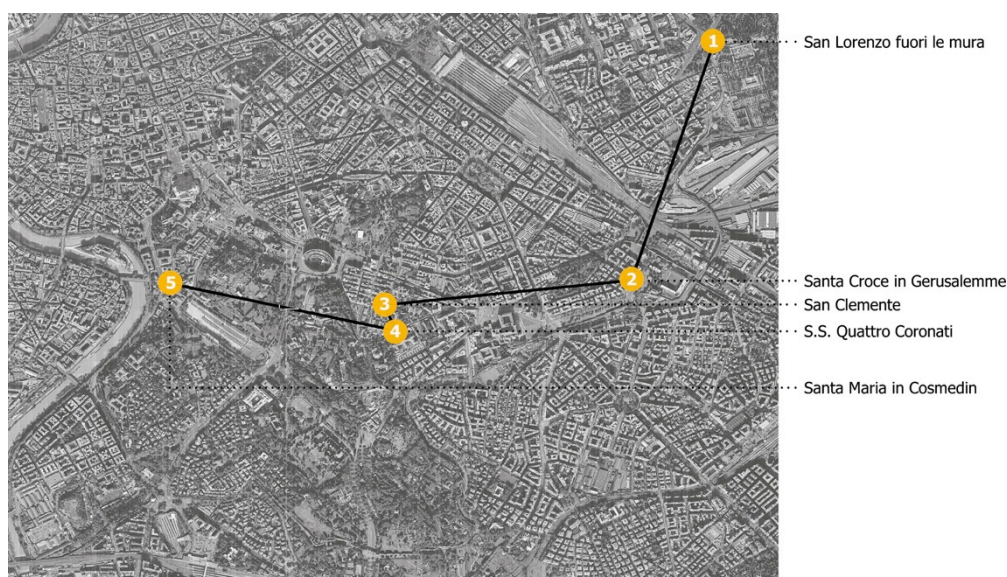 1
San Lorenzo fuori le mura
2
Santa Croce in Gerusalemme
3
San Clemente
4
S.S. Quattro Coronati
5
Santa Maria in Cosmedin